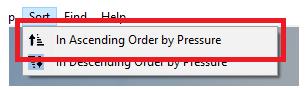 p Sort Find Help
In Ascending Order by Pressure
In Descending Order by Pressure